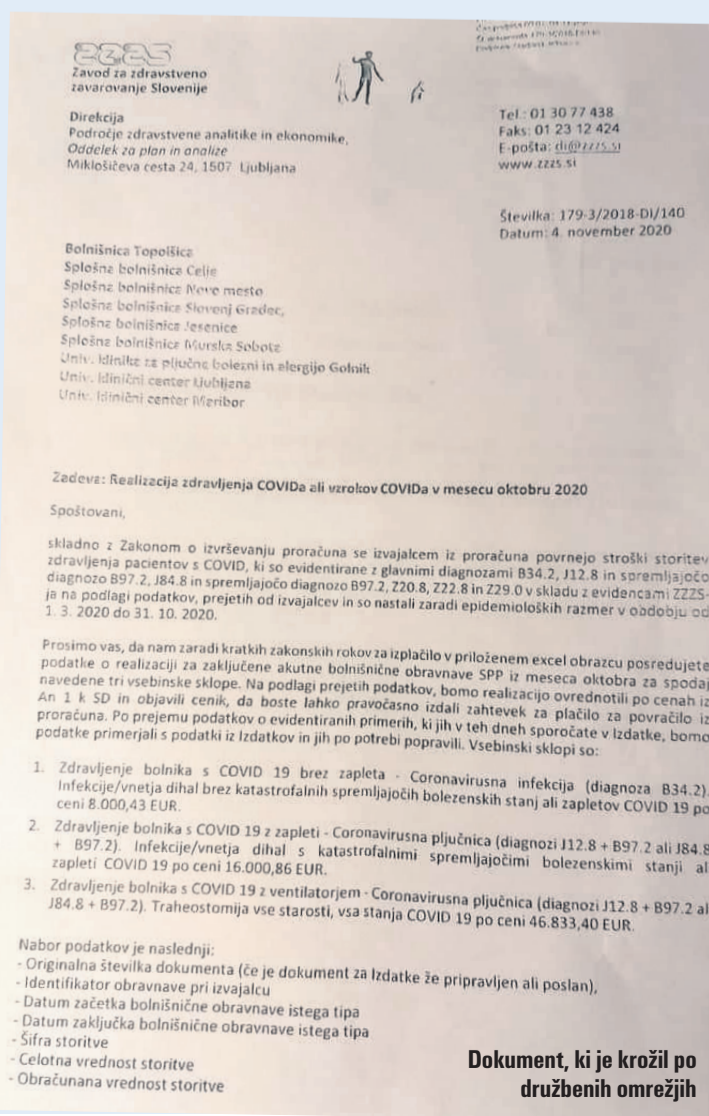 zzzs
Zavod za zdravstveno
zavarovanje Slovenije
Direkcija
Področje zdravstvene analitike in ekonomike,
Oddelek za plan in analize
Miklošičeva cesta 24, 1507 Ljubljana
Tel.: 01 30 77 438
Faks: 01 23 12 424
E-pošta: di@zzzs.si
www.zzzs.si
Številka: 179-3/2018-DI/140
Datum: 4. november 2020
Bolnišnica Topolšica
Splošna bolnišnica Celje
Splošna bolnišnica Novo mesto
Splošna bolnišnica Slovenj Gradec,
Splošna bolnišnica Jesenice
Splošna bolnišnica Murska Sobota
Univ. klinika za pljučne bolezni in alergijo Golnik
Univ. klinični center Ljubljana
Univ. klinični center Maribor
Zadeva: Realizacija zdravljenja COVIDa ali vzrokov COVIDa v mesecu oktobru 2020
Spoštovani,
skladno z Zakonom o izvrševanju proračuna se izvajalcem iz proračuna povrnejo stroški storitev
zdravljenja pacientov s COVID, ki so evidentirane z glavnimi diagnozami B34.2, J12.8 in spremljajočo
diagnozo B97.2, J84.8 in spremljajočo diagnozo B97.2, Z20.8, Z22.8 in Z29.0 v skladu z evidencami ZZZS-
ja na podlagi podatkov, prejetih od izvajalcev in so nastali zaradi epidemioloških razmer v obdobju od
1. 3. 2020 do 31. 10. 2020.
Prosimo vas, da nam zaradi kratkih zakonskih rokov za izplačilo v priloženem excel obrazcu posredujete
podatke o realizaciji za zaključene akutne bolnišnične obravnave SPP iz meseca oktobra za spodaj
navedene tri vsebinske sklope. Na podlagi prejetih podatkov, bomo realizacijo ovrednotili po cenah iz
An 1 k SD in objavili cenik, da boste lahko pravočasno izdali zahtevek za plačilo za povračilo iz
proračuna. Po prejemu podatkov o evidentiranih primerih, ki jih v teh dneh sporočate v Izdatke, bomo
podatke primerjali s podatki iz Izdatkov in jih po potrebi popravili. Vsebinski sklopi so:
1. Zdravljenje bolnika s COVID 19 brez zapleta - Coronavirusna infekcija (diagnoza B34.2).
Infekcije/vnetja dihal brez katastrofalnih spremljajočih bolezenskih stanj ali zapletov COVID 19 po
ceni 8.000,43 EUR.
2. Zdravljenje bolnika s COVID 19 z zapleti - Coronavirusna pljučnica (diagnozi J12.8 + B97.2 ali J84.8
+ B97.2). Infekcije/vnetja dihal s katastrofalnimi spremljajočimi bolezenskimi stanji al
zapleti COVID 19 po ceni 16.000,86 EUR.
3. Zdravljenje bolnika s COVID 19 z ventilatorjem - Coronavirusna pljučnica (diagnozi J12.8 + B97.2 al
J84.8 + B97.2). Traheostomija vse starosti, vsa stanja COVID 19 po ceni 46.833,40 EUR.
Nabor podatkov je naslednji:
- Originalna številka dokumenta (če je dokument za Izdatke že pripravljen ali poslan),
- Identifikator obravnave pri izvajalcu
- Datum začetka bolnišnične obravnave istega tipa
- Datum zaključka bolnišnične obravnave istega tipa
- Šifra storitve
- Celotna vrednost storitve
- Obračunana vrednost storitve
Dokument, ki je krožil po
družbenih omrežjih